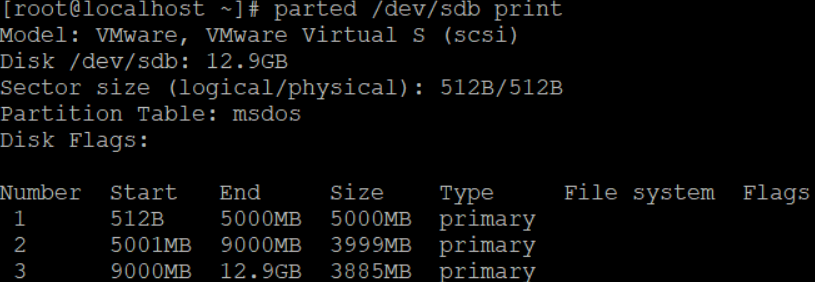 [root@localhost ~]# parted /dev/sdb print
Model: VMware, VMware Virtual S (scsi)
Disk /dev/sdb: 12.9GB
Sector size (logical/physical): 512B/512B
Partition Table: msdos
Disk Flags:

Number  Start   End     Size    Type     File system  Flags
 1      512B    5000MB  5000MB  primary
 2      5001MB  9000MB  3999MB  primary
 3      9000MB  12.9GB  3885MB  primary